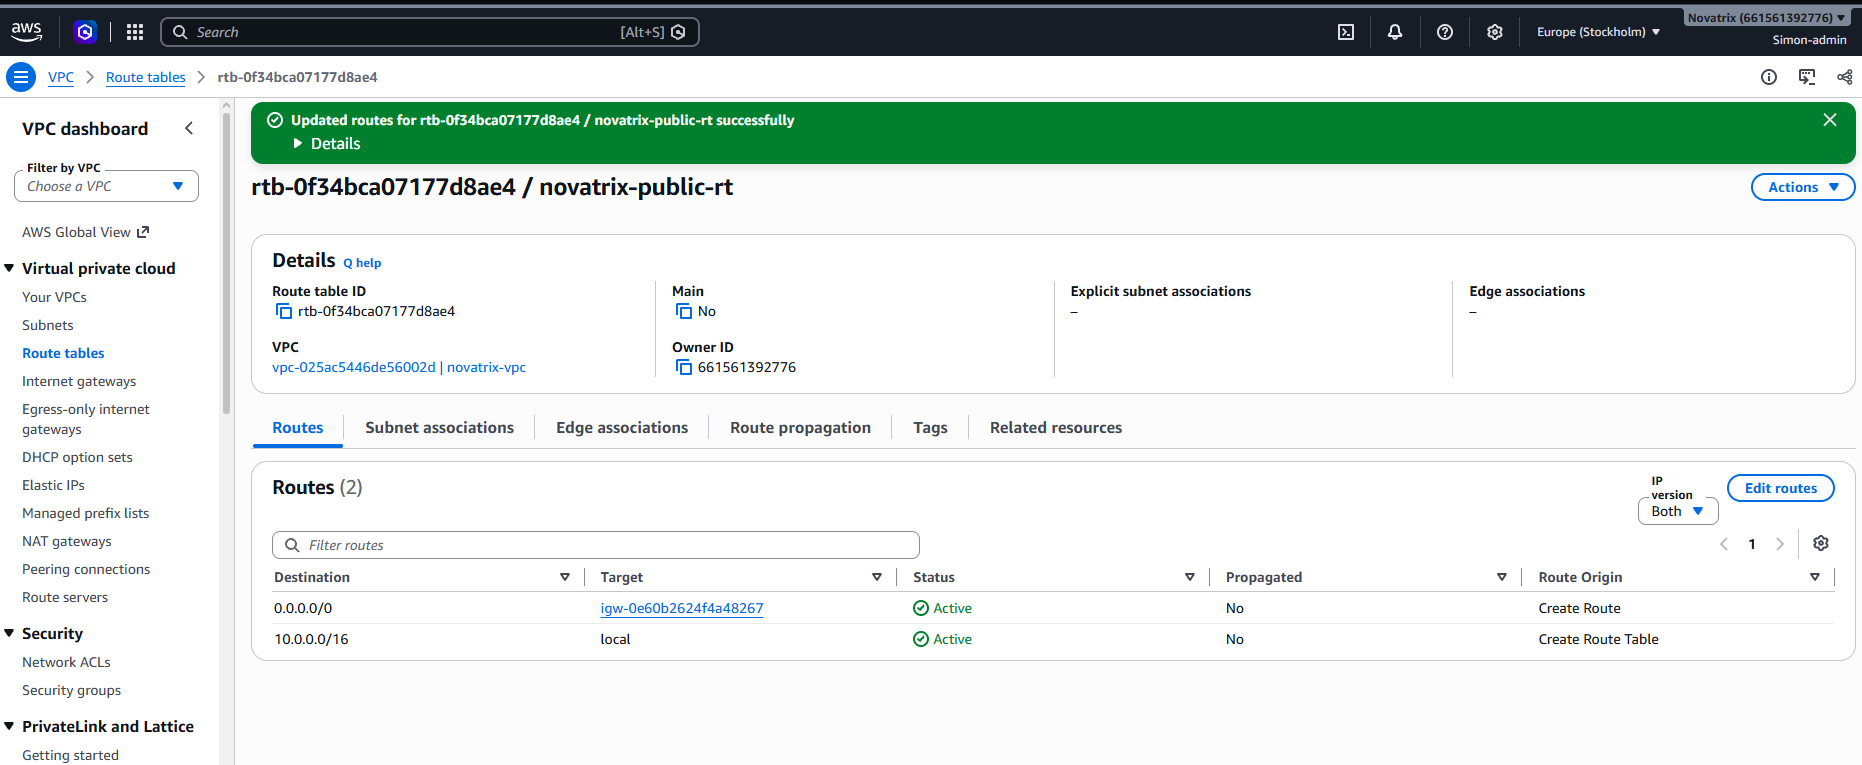 aws
Search [Alt+S]
Europe (Stockholm)
Novatrix (661561392776)
Simon-admin
VPC
Route tables
rtb-0f34bca07177d8ae4
VPC dashboard
Filter by VPC
Choose a VPC
AWS Global View
Virtual private cloud
Your VPCs
Subnets
Route tables
Internet gateways
Egress-only internet
gateways
DHCP option sets
Elastic IPs
Managed prefix lists
NAT gateways
Peering connections
Route servers
Security
Network ACLs
Security groups
PrivateLink and Lattice
Getting started
Updated routes for rtb-0f34bca07177d8ae4 / novatrix-public-rt successfully
Details
rtb-0f34bca07177d8ae4 / novatrix-public-rt
Actions
Details Q help
Route table ID
rtb-0f34bca07177d8ae4
Main
No
Explicit subnet associations
–
Edge associations
–
VPC
vpc-025ac5446de56002d | novatrix-vpc
Owner ID
661561392776
Routes Subnet associations Edge associations Route propagation Tags Related resources
Routes (2)
IP
version
Both
Edit routes
Filter routes
1
Destination Target Status Propagated Route Origin
0.0.0.0/0 igw-0e60b2624f4a48267 Active No Create Route
10.0.0.0/16 local Active No Create Route Table